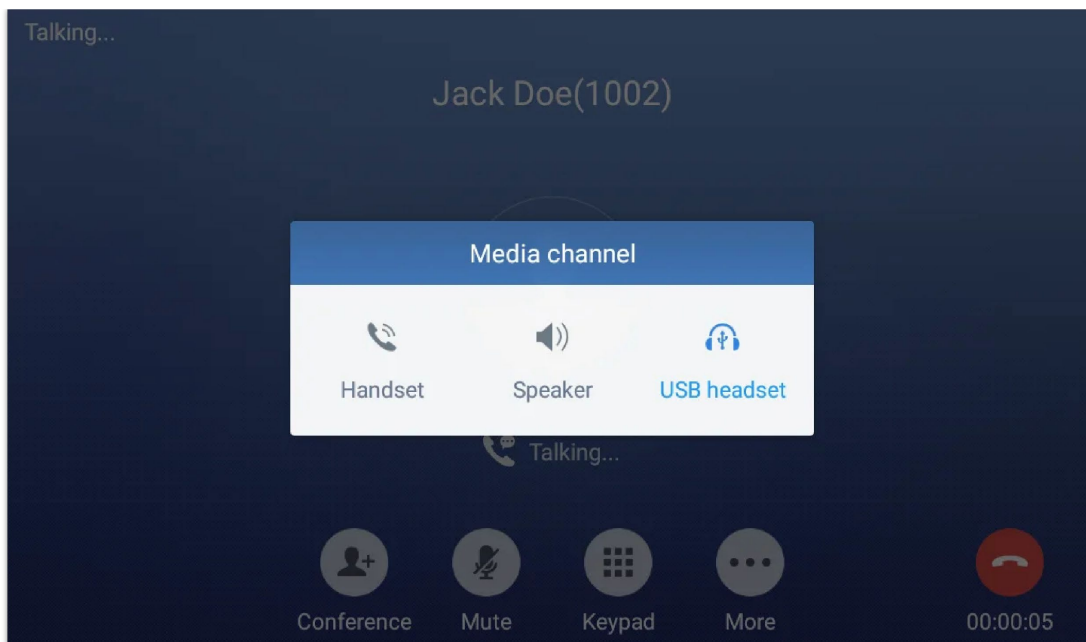 Talking...
Jack Doe(1002)
Media channel
Handset Speaker USB headset
Talking...
Conference Mute Keypad More 00:00:05